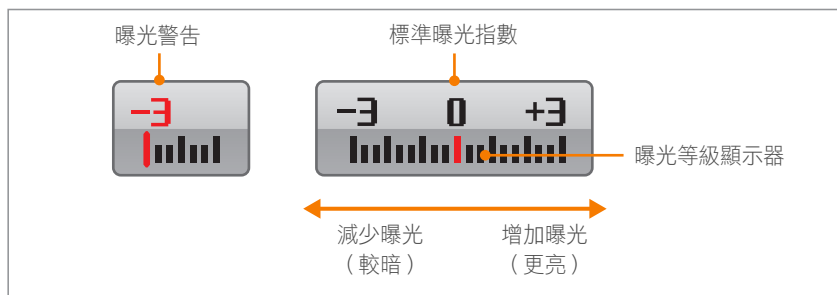 曝光警告
標準曝光指數
-3
-3 0 +3
曝光等級顯示器
減少曝光
（較暗）
增加曝光
（更亮）